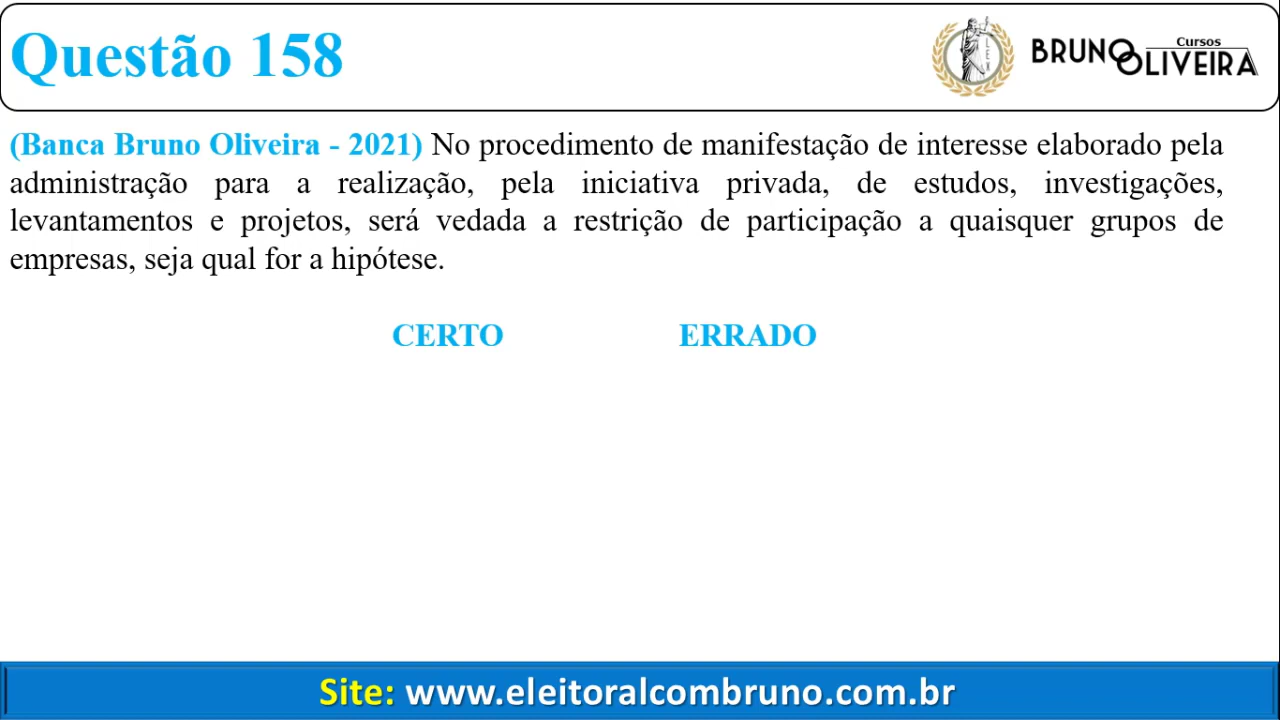 Questão 158
Cursos
BRUNO
OLIVEIRA
(Banca Bruno Oliveira - 2021) No procedimento de manifestação de interesse elaborado pela
administração para a realização, pela iniciativa privada, de estudos, investigações,
levantamentos e projetos, será vedada a restrição de participação a quaisquer grupos de
empresas, seja qual for a hipótese.
CERTO ERRADO
Site: www.eleitoralcombruno.com.br